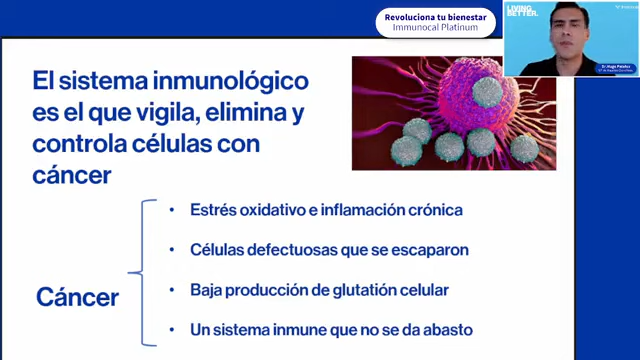 Revoluciona tu bienestar
Immunocal Platinum
LIVING
BETTER.
El sistema inmunológico
es el que vigila, elimina y
controla células con
cáncer
Cáncer
• Estrés oxidativo e inflamación crónica
• Células defectuosas que se escaparon
• Baja producción de glutatión celular
• Un sistema inmune que no se da abasto